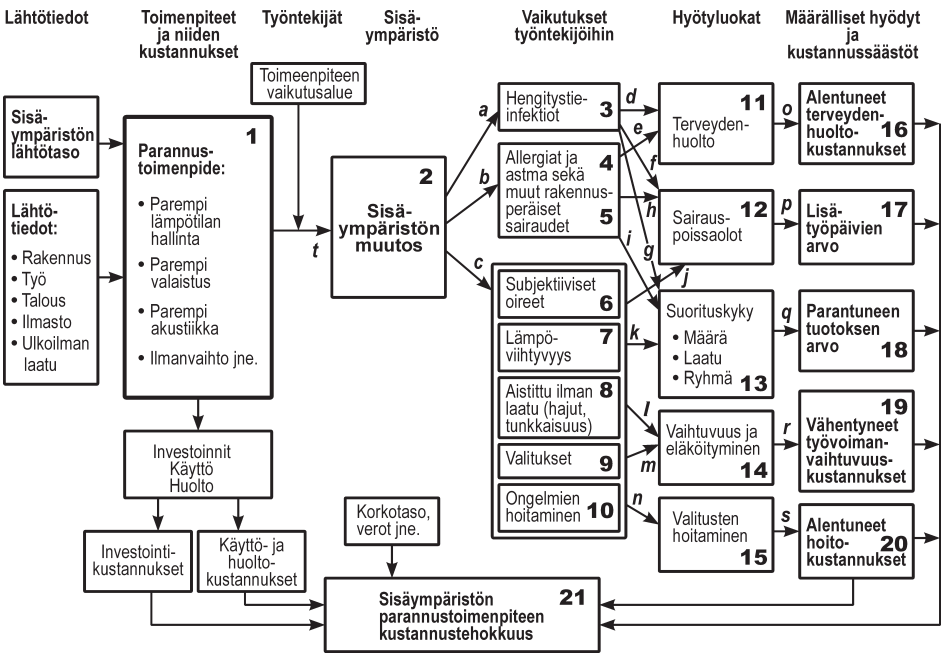 Lähtötiedot
Toimenpiteet
ja niiden
kustannukset
Työntekijät
Sisä-
ympäristö
Vaikutukset
työntekijöihin
Hyötyluokat
Määrälliset hyödyt
ja
kustannussäästöt
Sisä-
ympäristön
lähtötaso
Lähtö-
tiedot:
• Rakennus
• Työ
• Talous
• Ilmasto
• Ulkoilman
laatu
1
Parannus-
toimenpide:
• Parempi
lämpötilan
hallinta
• Parempi
valaistus
• Parempi
akustiikka
• Ilmanvaihto jne.
Toimeenpiteen
vaikutusalue
t
2
Sisä-
ympäristön
muutos
a
b
c
Hengitystie-
infektiot
3
Allergiat ja
astma sekä
muut rakennus-
peräiset
sairaudet
4
5
Subjektiiviset
oireet
6
Lämpö-
viihtyvyys
7
Aistittu ilman
laatu (hajut,
tunkkaisuus)
8
Valitukset
9
Ongelmien
hoitaminen
10
d
e
f
h
i
g
j
k
l
m
n
11
Terveyden-
huolto
12
Sairaus-
poissaolot
Suorituskyky
• Määrä
• Laatu
• Ryhmä
13
Vaihtuvuus ja
eläköityminen
14
Valitusten
hoitaminen
15
o
p
q
r
s
Alentuneet
terveyden-
huolto-
kustannukset
16
Lisä-
työpäivien
arvo
17
Parantuneen
tuotoksen
arvo
18
19
Vähentyneet
työvoiman-
vaihtuvuus-
kustannukset
Alentuneet
hoito-
kustannukset
20
Investoinnit
Käyttö
Huolto
Investointi-
kustannukset
Käyttö- ja
huolto-
kustannukset
Korkotaso,
verot jne.
21
Sisäympäristön
parannustoimenpiteen
kustannustehokkuus